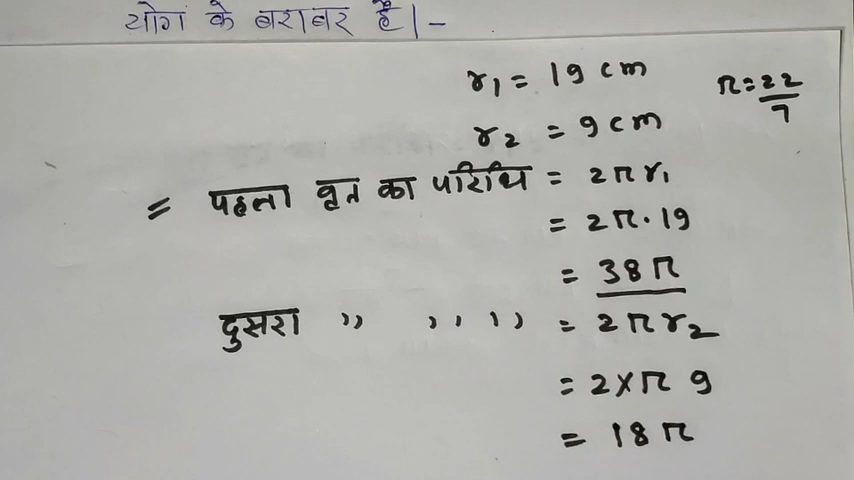 योग के बराबर है।-
r₁ = 19 cm π = 22/7
r₂ = 9 cm
= पहला वृत का परिधि = 2πr₁
= 2π·19
= 38π
दुसरा ,, ,, ,, = 2πr₂
= 2×π 9
= 18π